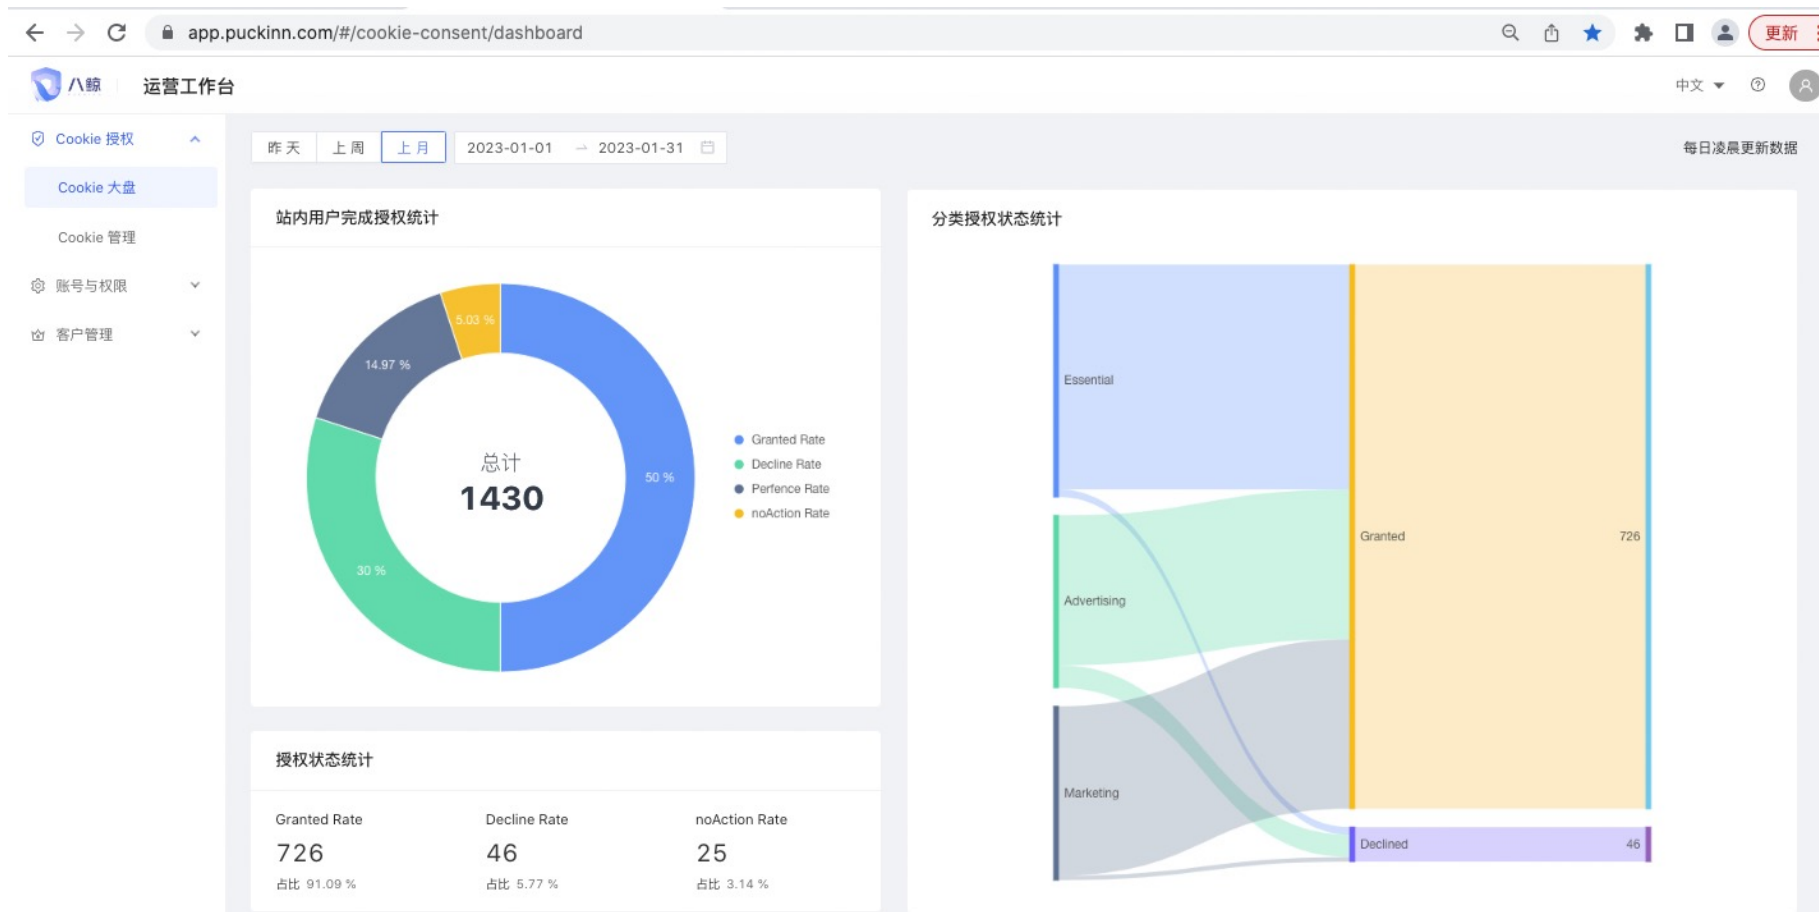 app.puckinn.com/#/cookie-consent/dashboard
更新
八鲸
运营工作台
中文
Cookie 授权
Cookie 大盘
Cookie 管理
账号与权限
客户管理
昨天
上周
上月
2023-01-01
2023-01-31
每日凌晨更新数据
站内用户完成授权统计
5.03 %
14.97 %
50 %
30 %
总计
1430
Granted Rate
Decline Rate
Perfence Rate
noAction Rate
授权状态统计
Granted Rate
726
占比 91.09 %
Decline Rate
46
占比 5.77 %
noAction Rate
25
占比 3.14 %
分类授权状态统计
Essential
Advertising
Marketing
Granted
726
Declined
46